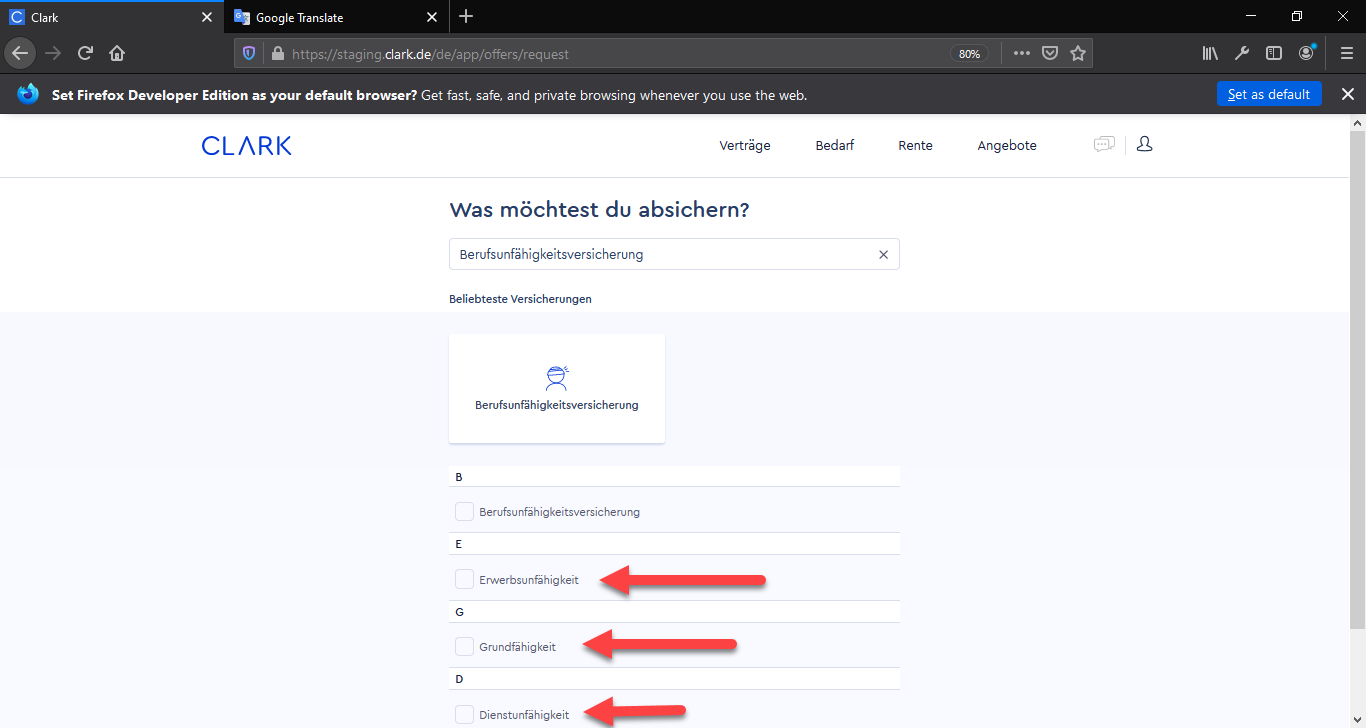 Clark
Google Translate
https://staging.clark.de/de/app/offers/request
80%
Set Firefox Developer Edition as your default browser? Get fast, safe, and private browsing whenever you use the web.
Set as default
CLARK
Verträge
Bedarf
Rente
Angebote
Was möchtest du absichern?
Berufsunfähigkeitsversicherung
Beliebteste Versicherungen
Berufsunfähigkeitsversicherung
B
Berufsunfähigkeitsversicherung
E
Erwerbsunfähigkeit
G
Grundfähigkeit
D
Dienstunfähigkeit